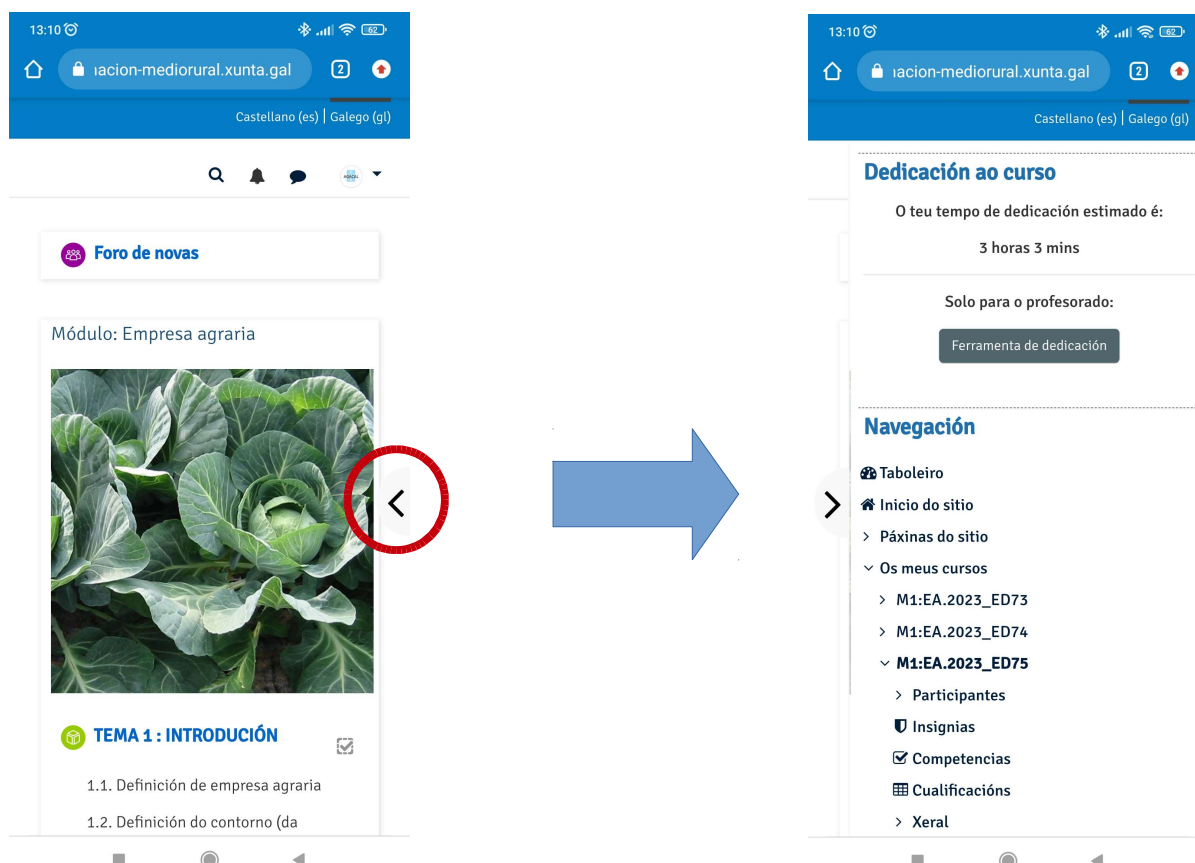 13:10
62
acion-mediorural.xunta.gal
2
Castellano (es) | Galego (gl)
Foro de novas
Módulo: Empresa agraria
TEMA 1 : INTRODUCIÓN
1.1. Definición de empresa agraria
1.2. Definición do contorno (da
13:10
62
acion-mediorural.xunta.gal
2
Castellano (es) | Galego (gl)
Dedicación ao curso
O teu tempo de dedicación estimado é:
3 horas 3 mins
Solo para o profesorado:
Ferramenta de dedicación
Navegación
Taboleiro
Inicio do sitio
Páxinas do sitio
Os meus cursos
M1:EA.2023_ED73
M1:EA.2023_ED74
M1:EA.2023_ED75
Participantes
Insignias
Competencias
Cualificacións
Xeral